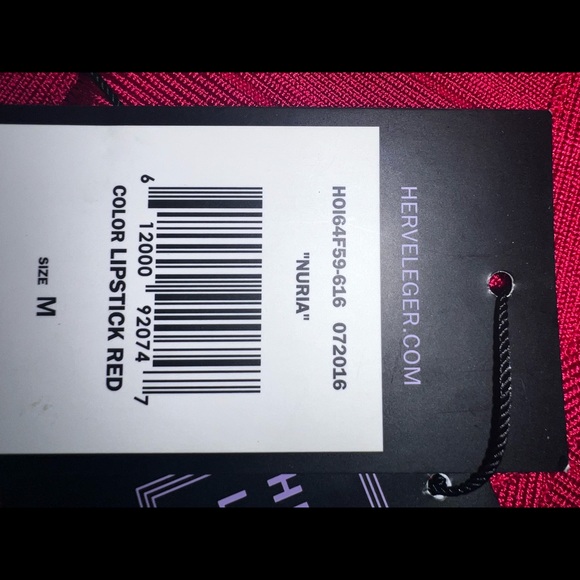 HERVELEGER.COM
HOI64F59-616 072016
"NURIA"
6 12000 92074 7
COLOR LIPSTICK RED
SIZE M
H
L